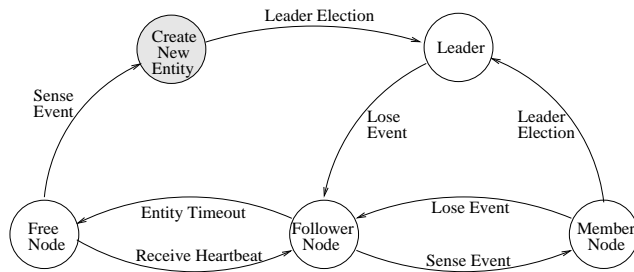 Leader Election
Create
New
Entity
Leader
Sense
Event
Lose
Event
Leader
Election
Free
Node
Entity Timeout
Receive Heartbeat
Follower
Node
Lose Event
Sense Event
Member
Node